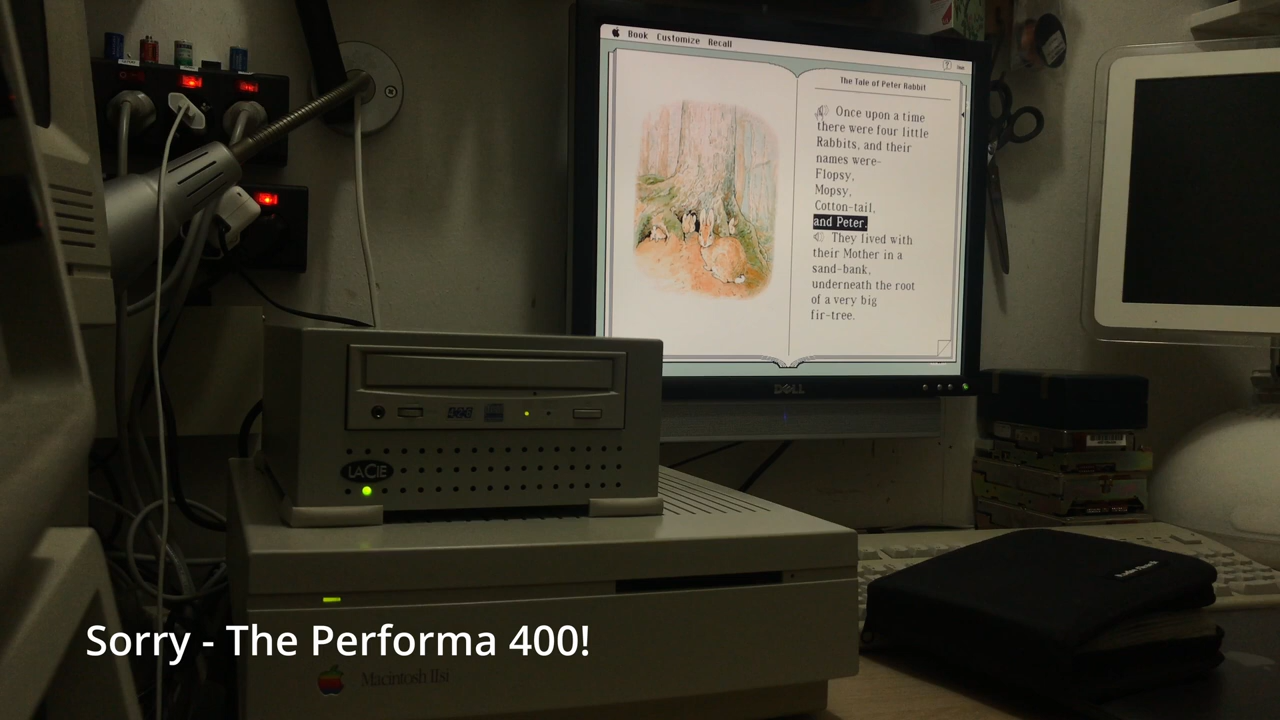 Book Customize Recall
The Tale of Peter Rabbit
Once upon a time
there were four little
Rabbits, and their
names were-
Flopsy,
Mopsy,
Cotton-tail,
and Peter.
They lived with
their Mother in a
sand-bank,
underneath the root
of a very big
fir-tree.
DELL
LACIE
Sorry - The Performa 400!
Macintosh IIsi